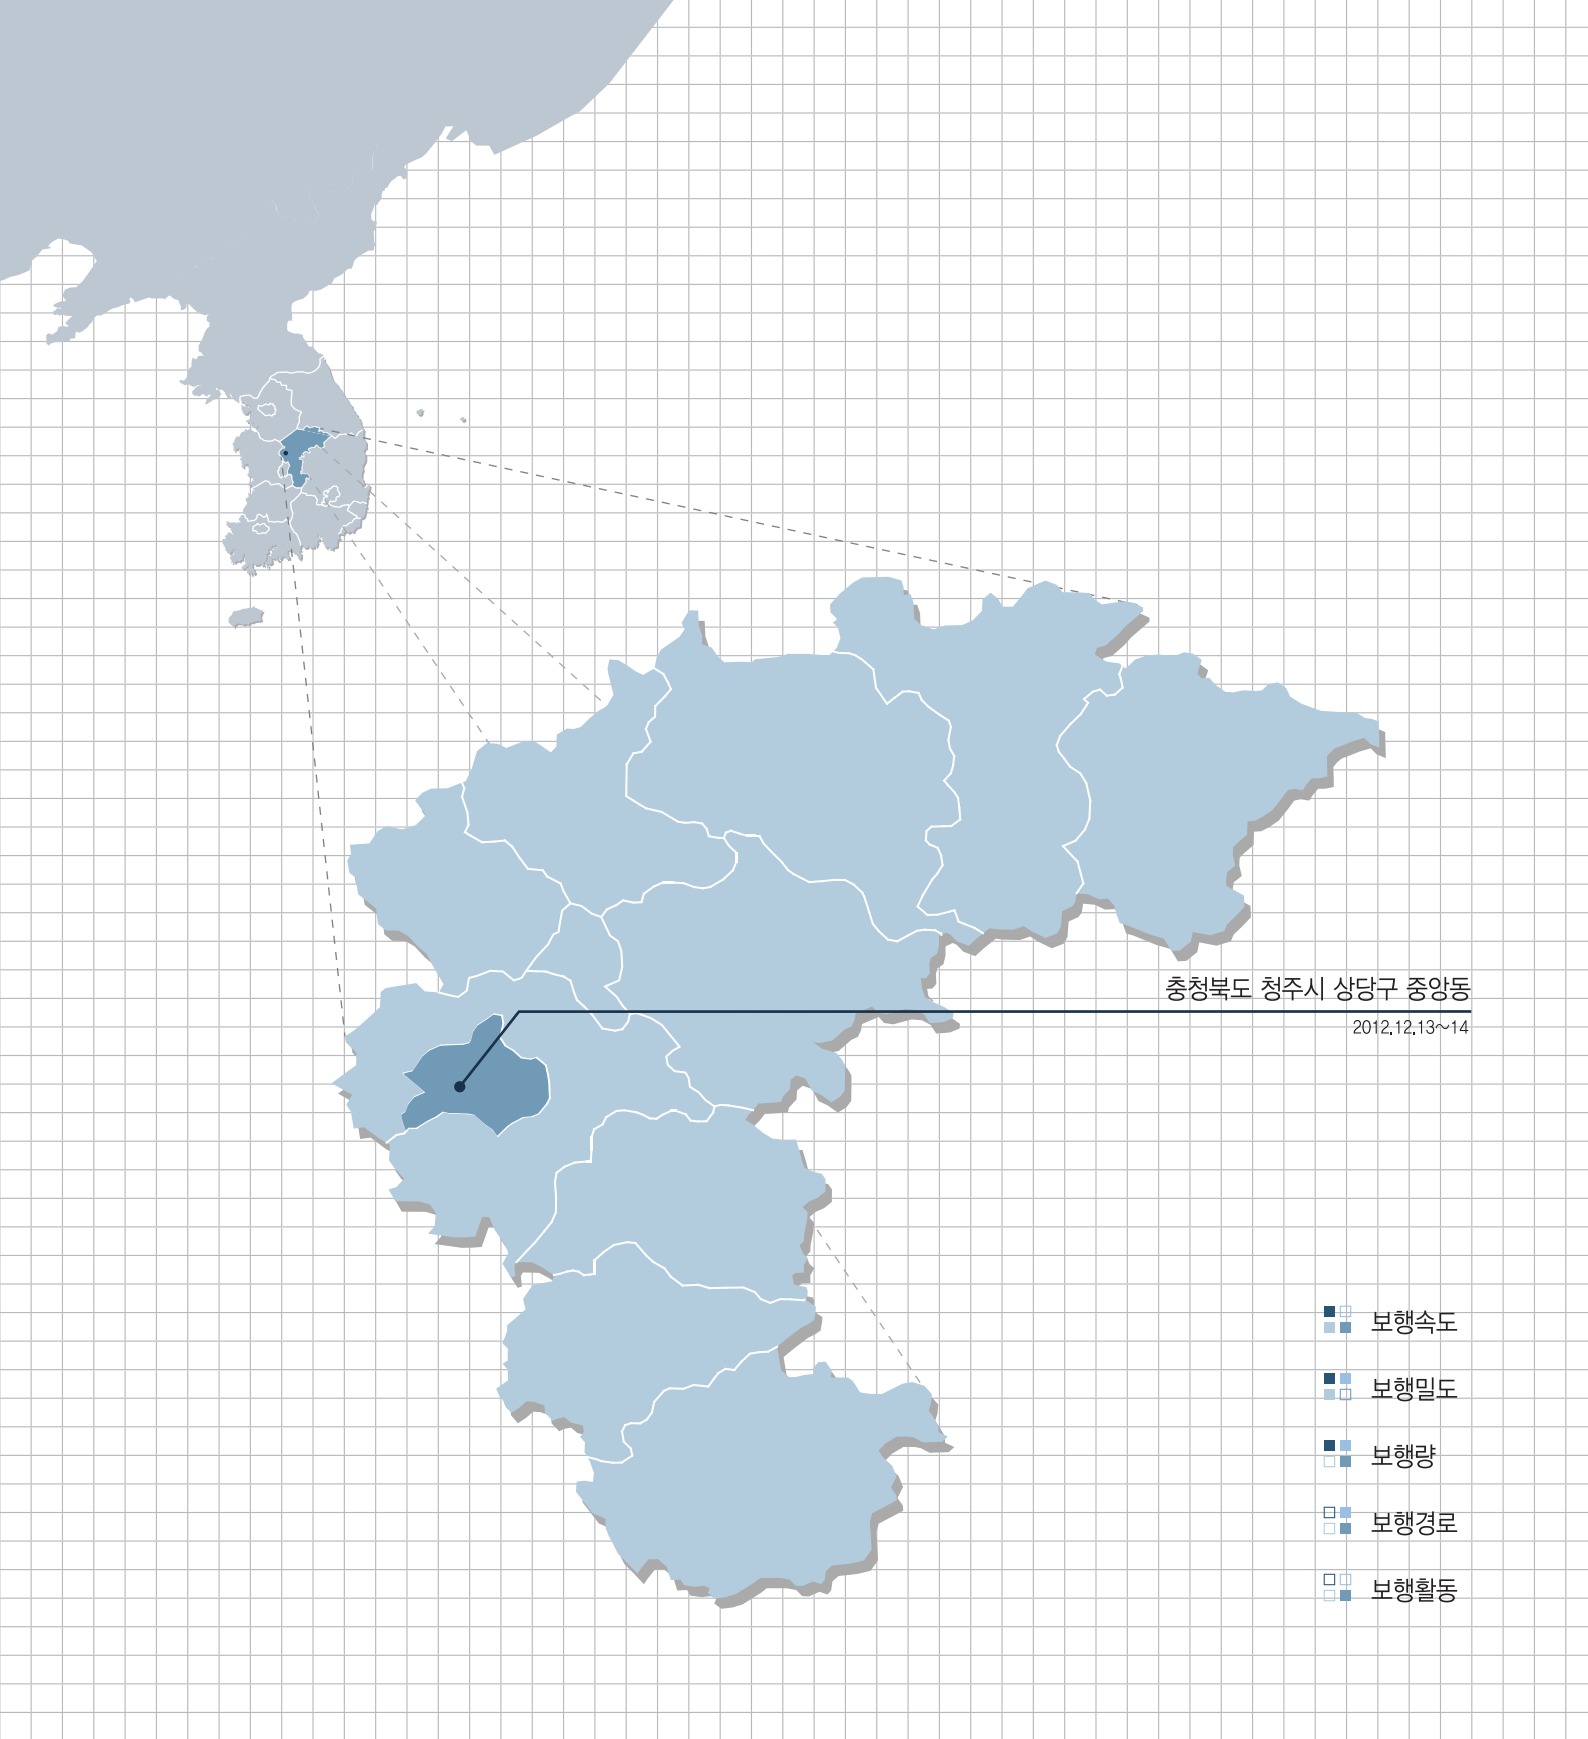 충청북도 청주시 상당구 중앙동
2012.12.13~14
보행속도
보행밀도
보행량
보행경로
보행활동